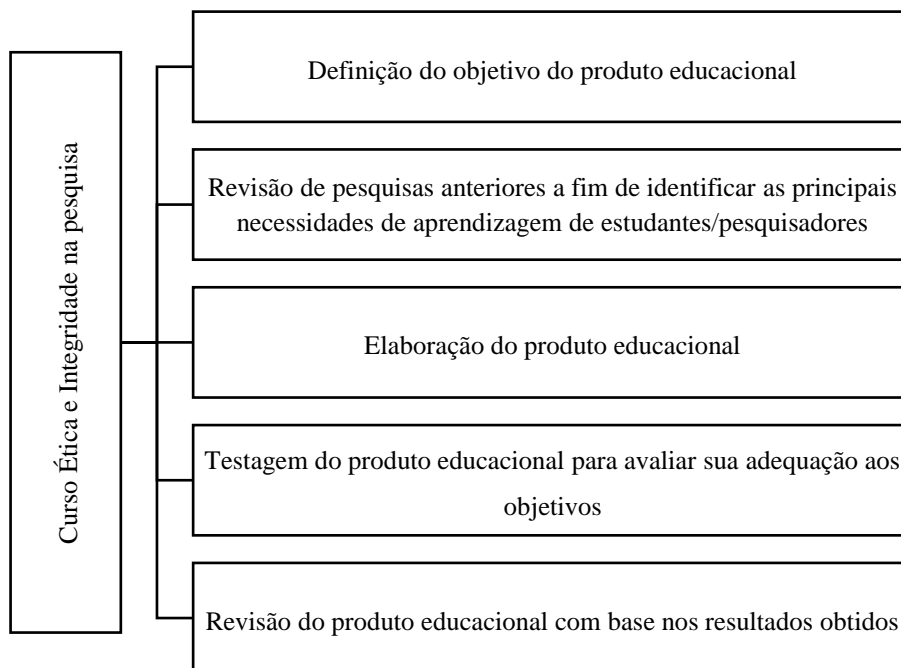 Curso Ética e Integridade na pesquisa
Definição do objetivo do produto educacional
Revisão de pesquisas anteriores a fim de identificar as principais
necessidades de aprendizagem de estudantes/pesquisadores
Elaboração do produto educacional
Testagem do produto educacional para avaliar sua adequação aos
objetivos
Revisão do produto educacional com base nos resultados obtidos